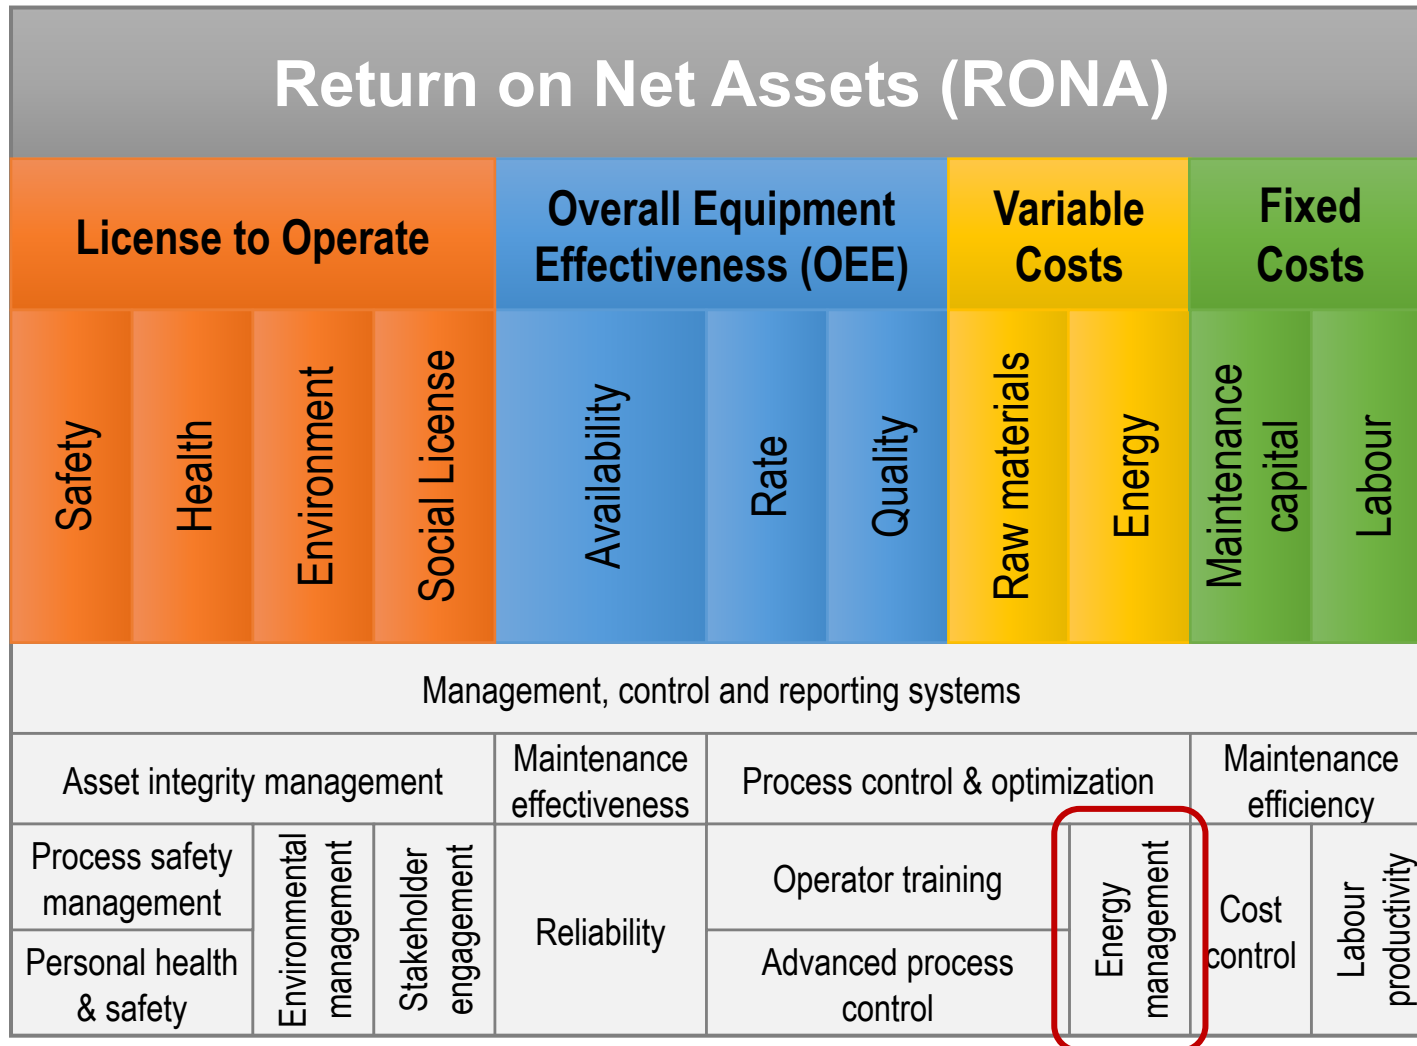 Return on Net Assets (RONA)
License to Operate
Overall Equipment
Effectiveness (OEE)
Variable
Costs
Fixed
Costs
Safety
Health
Environment
Social License
Availability
Rate
Quality
Raw materials
Energy
Maintenance
capital
Labour
Management, control and reporting systems
Asset integrity management
Maintenance
effectiveness
Process control & optimization
Maintenance
efficiency
Process safety
management
Personal health
& safety
Environmental
management
Stakeholder
engagement
Reliability
Operator training
Advanced process
control
Energy
management
Cost
control
Labour
productivity